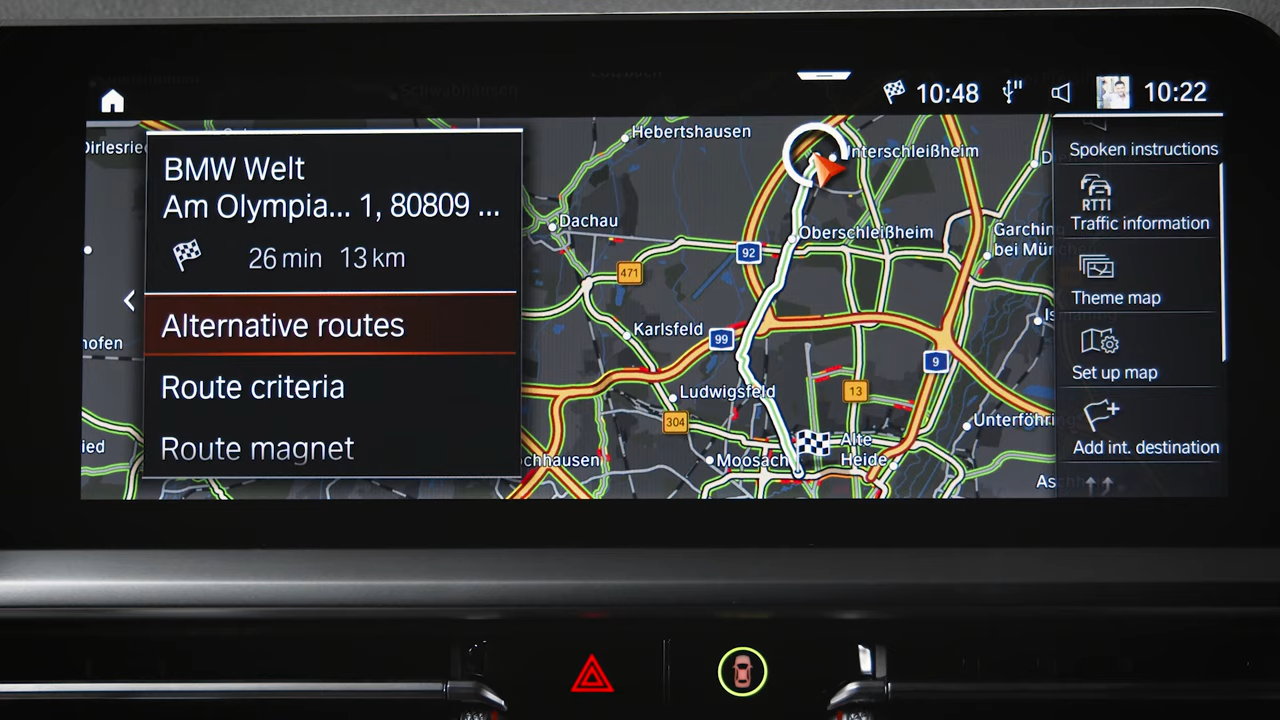 10:48
10:22
BMW Welt
Am Olympia... 1, 80809 ...
26 min 13 km
Alternative routes
Route criteria
Route magnet
Spoken instructions
RTTI
Traffic information
Theme map
Set up map
Add int. destination
Hebertshausen
Unterschleißheim
Dachau
Oberschleißheim
Garching
bei Mün
92
471
Karlsfeld
99
9
Ludwigsfeld
13
304
Unterföhri
Moosach
Alte
Heide
chhausen
hofen
ied
Dirlesrie